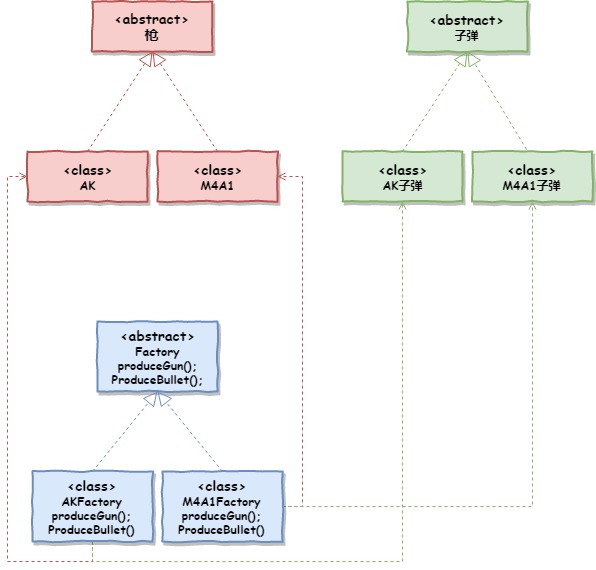 <abstract>
枪
<abstract>
子弹
<class>
AK
<class>
M4A1
<class>
AK子弹
<class>
M4A1子弹
<abstract>
Factory
produceGun();
ProduceBullet();
<class>
AKFactory
produceGun();
ProduceBullet()
<class>
M4A1Factory
produceGun();
ProduceBullet()